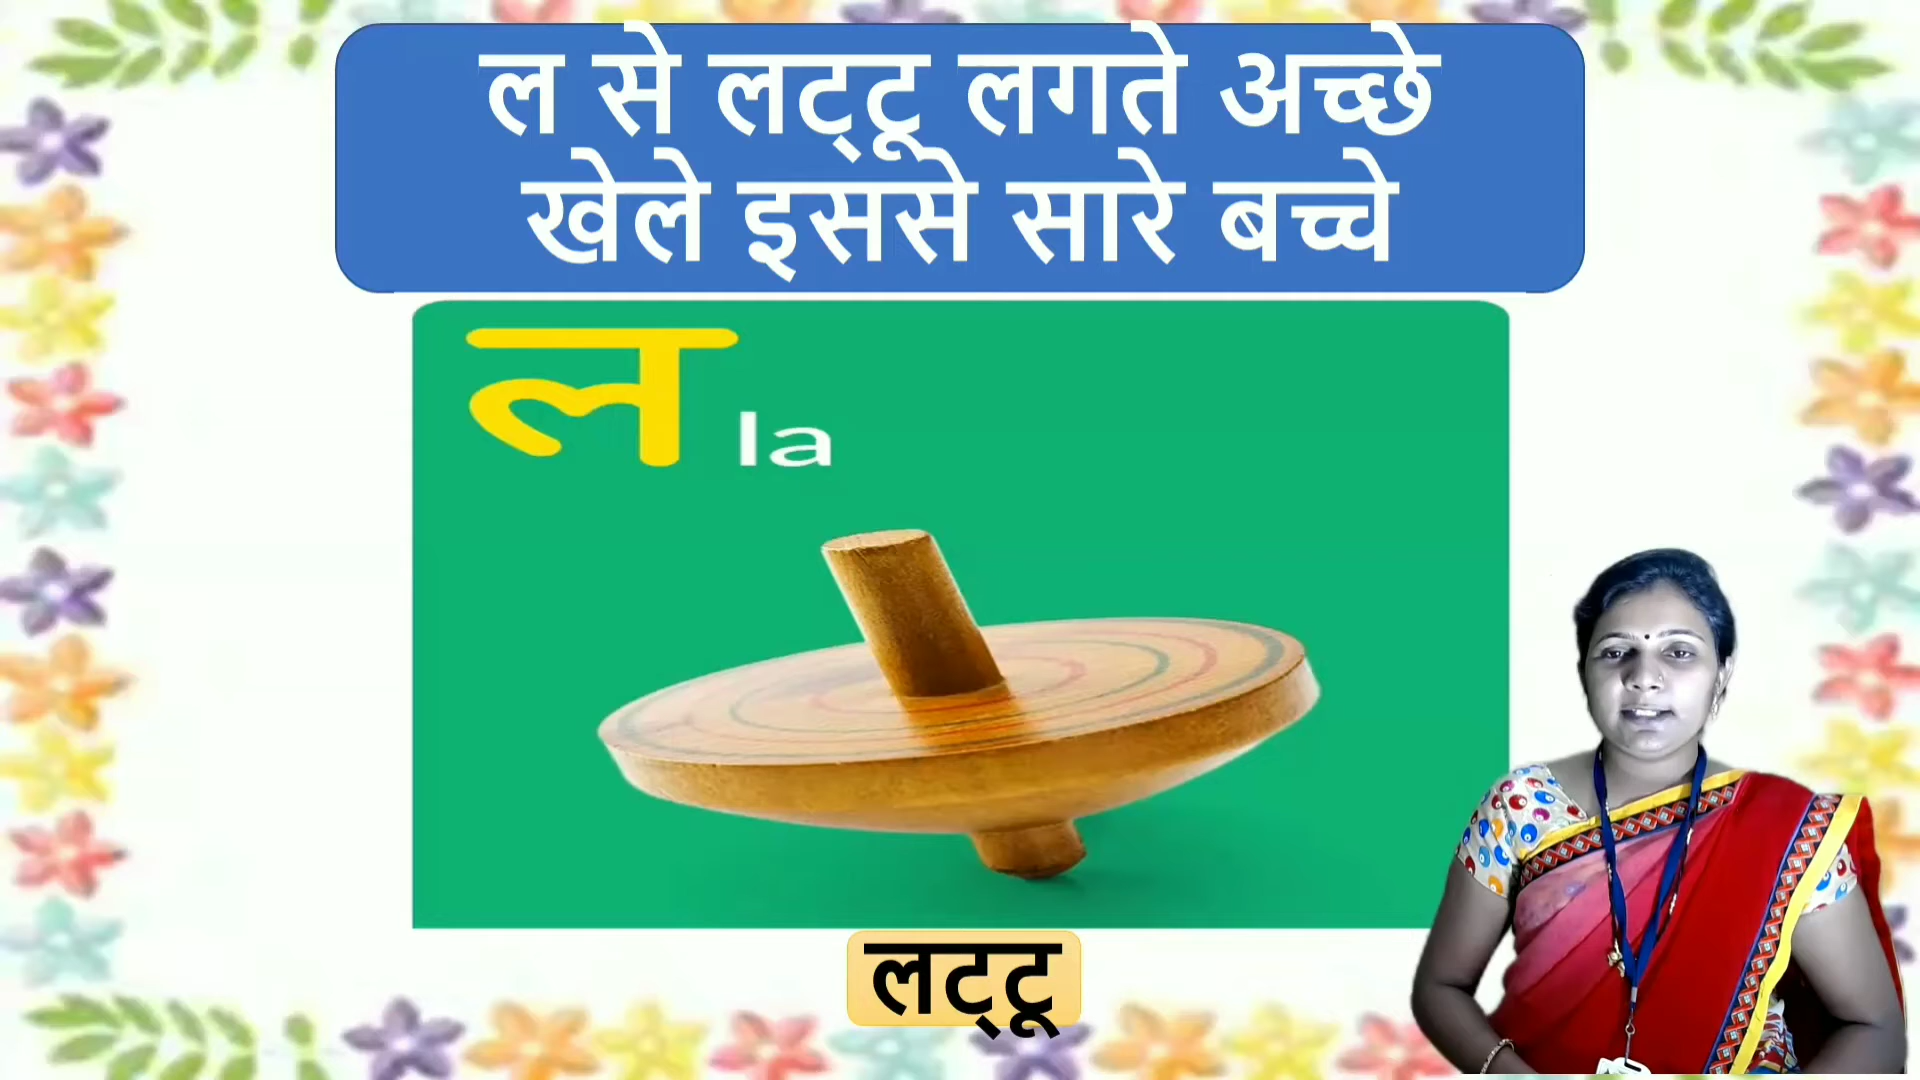 ल से लट्टू लगते अच्छे
खेले इससे सारे बच्चे
ल la
लट्टू